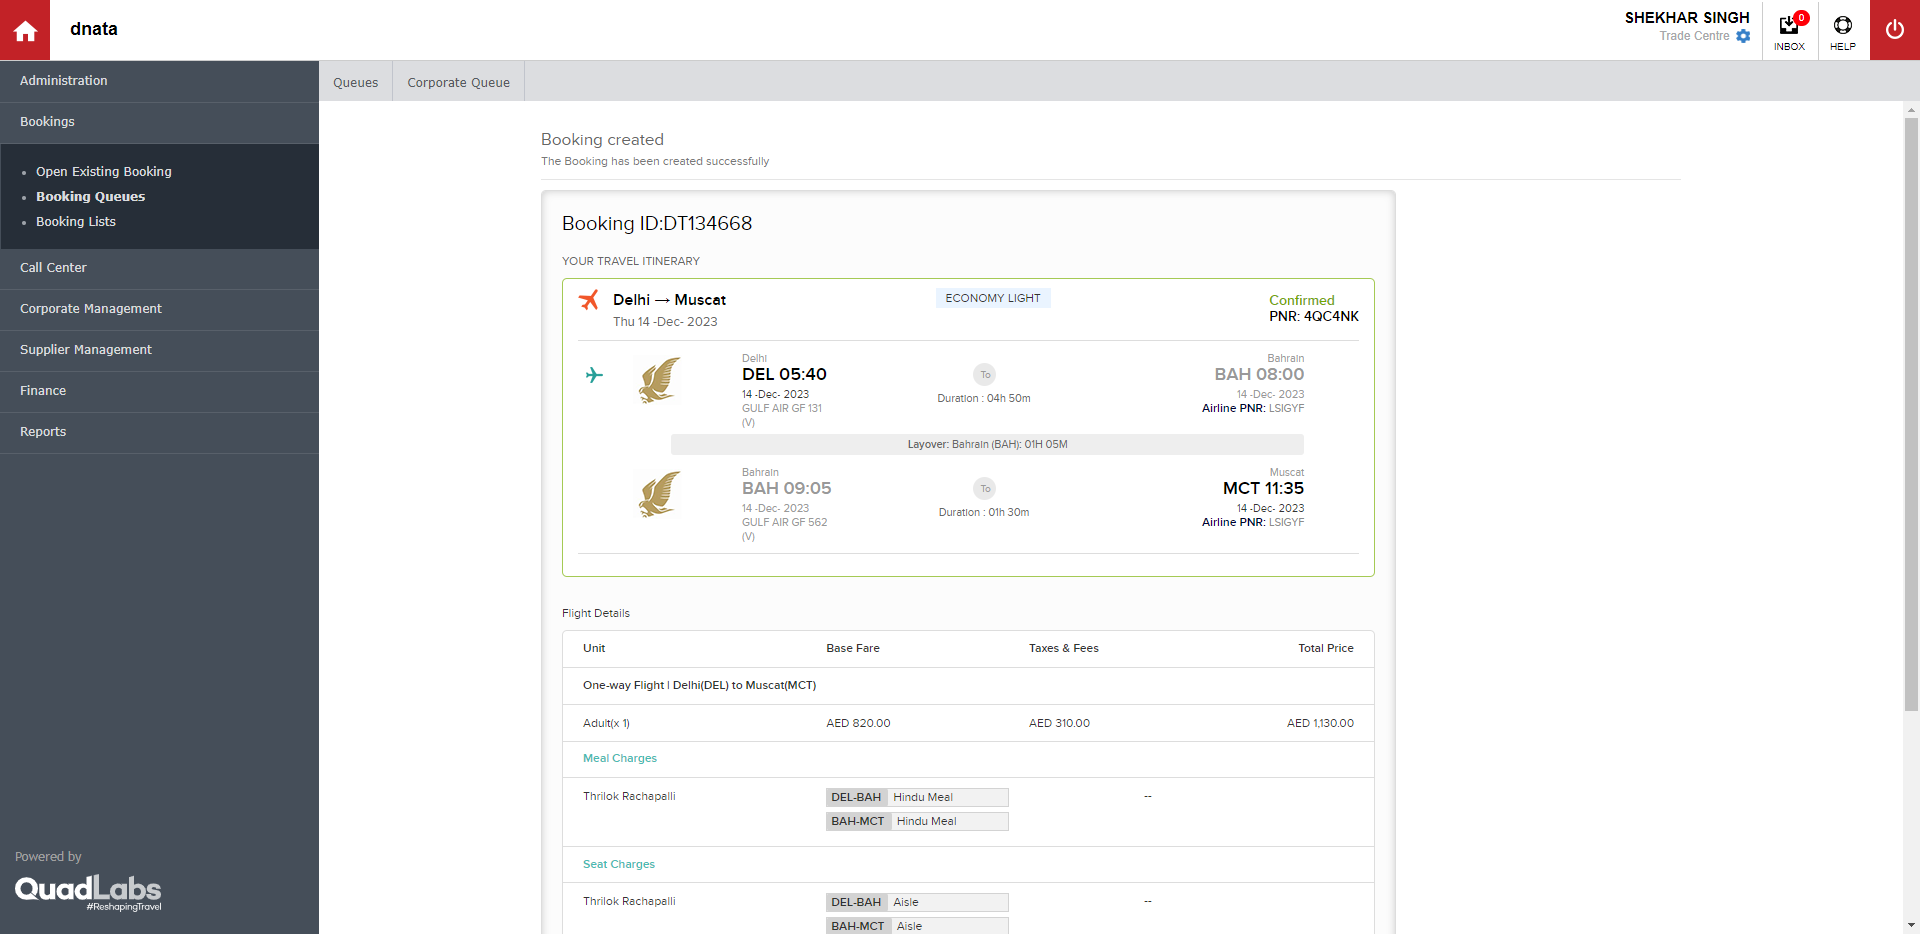 dnata
SHEKHAR SINGH
Trade Centre
0
INBOX
HELP
Administration
Bookings
Open Existing Booking
Booking Queues
Booking Lists
Call Center
Corporate Management
Supplier Management
Finance
Reports
Powered by
QuadLabs
#ReshapingTravel
Queues
Corporate Queue
Booking created
The Booking has been created successfully
Booking ID:DT134668
YOUR TRAVEL ITINERARY
Delhi → Muscat
Thu 14 -Dec- 2023
ECONOMY LIGHT
Confirmed
PNR: 4QC4NK
Delhi
DEL 05:40
14 -Dec- 2023
GULF AIR GF 131
(V)
To
Duration : 04h 50m
Bahrain
BAH 08:00
14 -Dec- 2023
Airline PNR: LSIGYF
Layover: Bahrain (BAH): 01H 05M
Bahrain
BAH 09:05
14 -Dec- 2023
GULF AIR GF 562
(V)
To
Duration : 01h 30m
Muscat
MCT 11:35
14 -Dec- 2023
Airline PNR: LSIGYF
Flight Details
Unit Base Fare Taxes & Fees Total Price
One-way Flight | Delhi(DEL) to Muscat(MCT)
Adult(x 1) AED 820.00 AED 310.00 AED 1,130.00
Meal Charges
Thrilok Rachapalli DEL-BAH Hindu Meal --
BAH-MCT Hindu Meal
Seat Charges
Thrilok Rachapalli DEL-BAH Aisle --
BAH-MCT Aisle